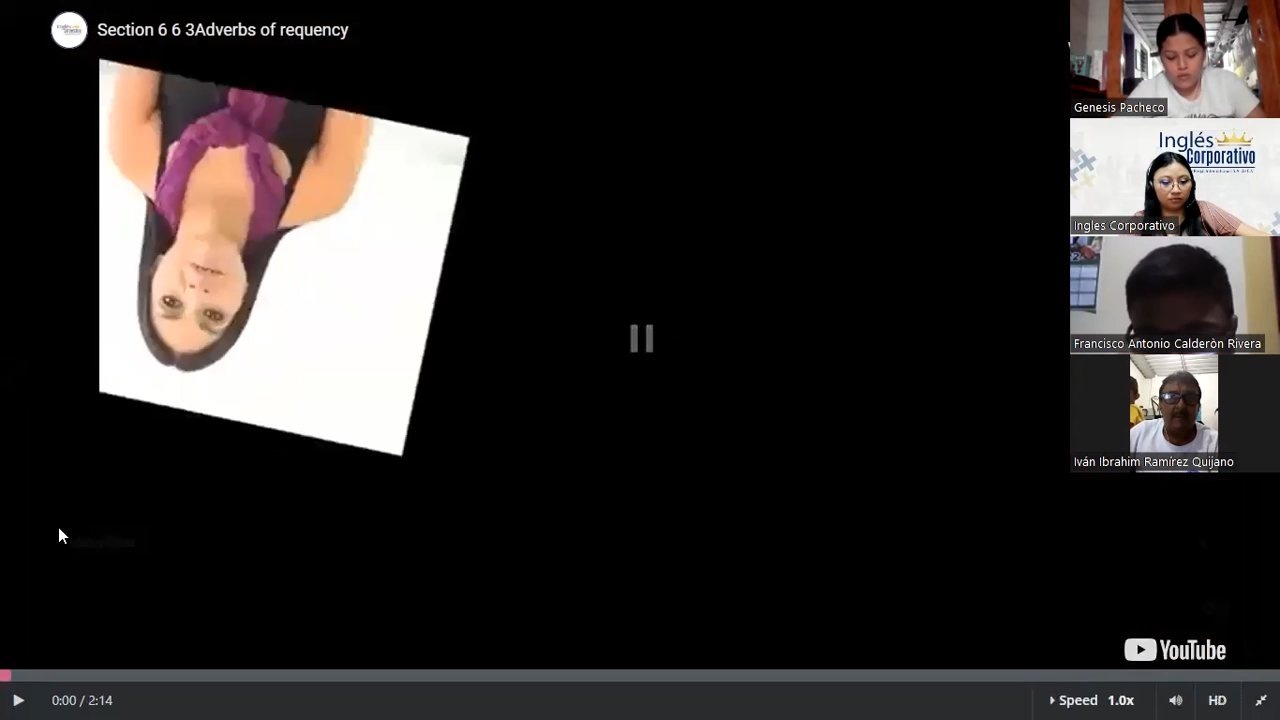 Section 6 6 3Adverbs of requency
Genesis Pacheco
Inglés
Corporativo
Ingles Corporativo
Francisco Antonio Calderòn Rivera
Iván Ibrahim Ramírez Quijano
YouTube
0:00 / 2:14
Speed 1.0x
HD